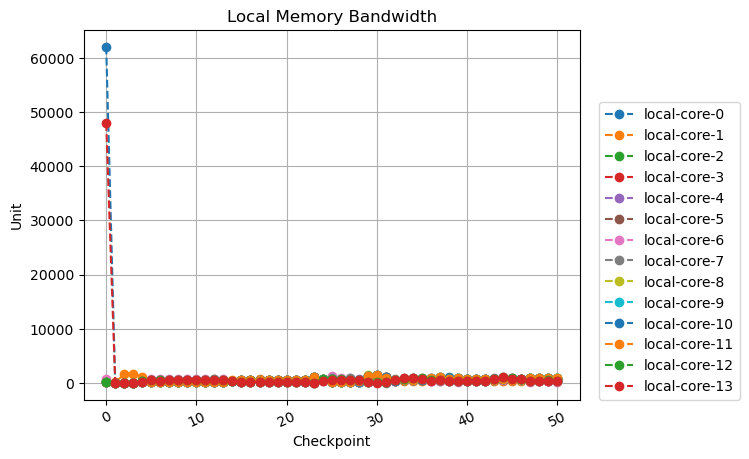 Local Memory Bandwidth
Unit
60000
50000
40000
30000
20000
10000
0
0
10
20
30
40
50
Checkpoint
local-core-0
local-core-1
local-core-2
local-core-3
local-core-4
local-core-5
local-core-6
local-core-7
local-core-8
local-core-9
local-core-10
local-core-11
local-core-12
local-core-13